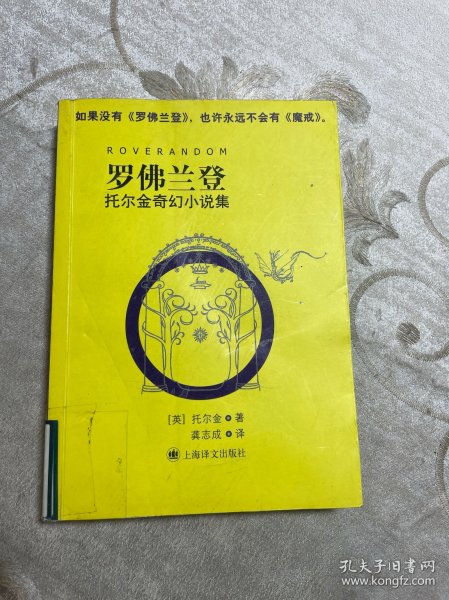 如果没有《罗佛兰登》，也许永远不会有《魔戒》。
ROVERANDOM
罗佛兰登
托尔金奇幻小说集
[英] 托尔金 著
龚志成 译
上海译文出版社
孔夫子旧书网
www.kongfz.com